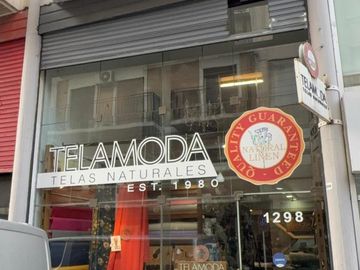 TELAMODA
TELAS NATURALES
EST. 1980
QUALITY GUARANTEED
NATURAL
LINEN
1298
TELAMODA